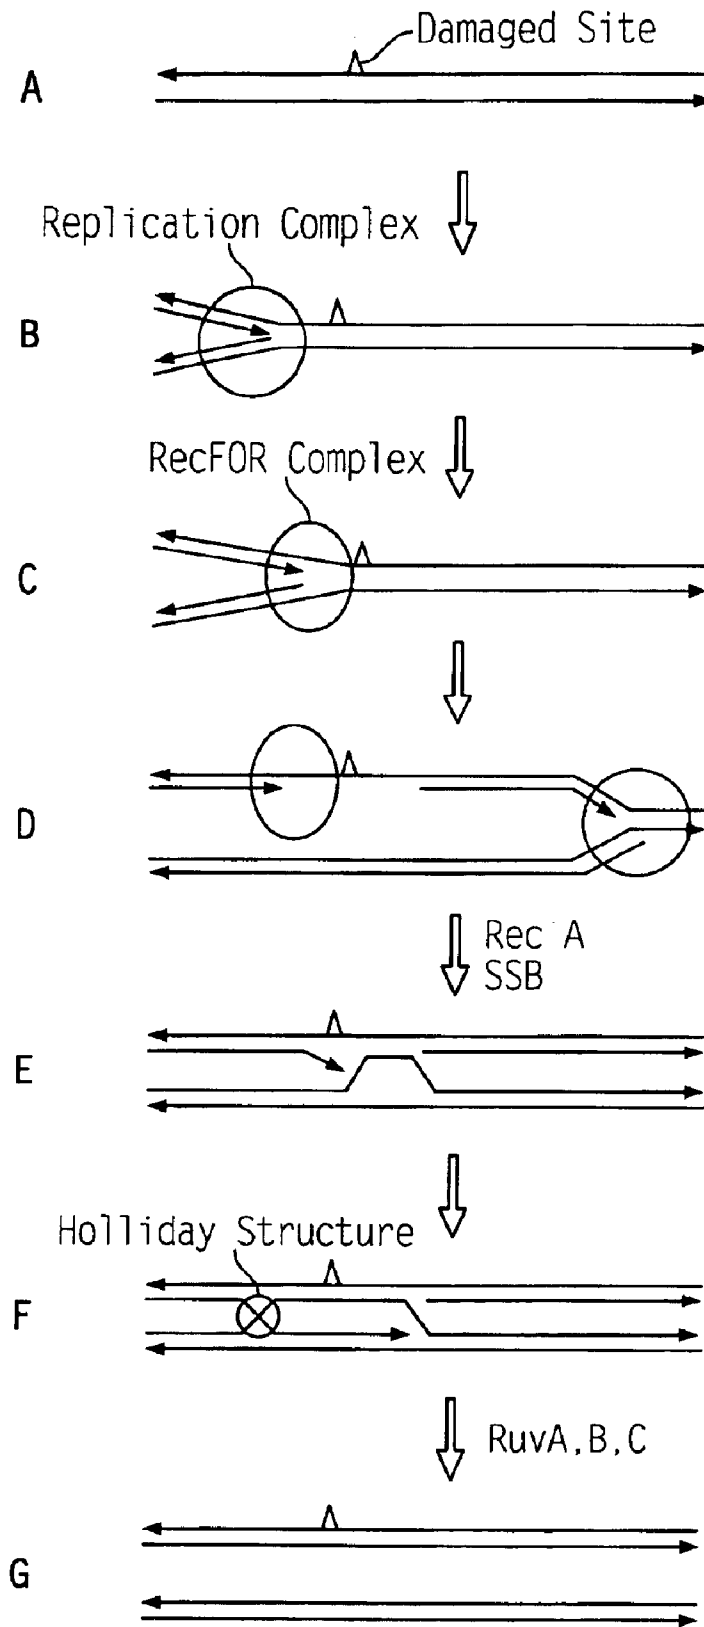 Damaged Site
A
Replication Complex
B
RecFOR Complex
C
D
Rec A
SSB
E
Holliday Structure
F
RuvA,B,C
G